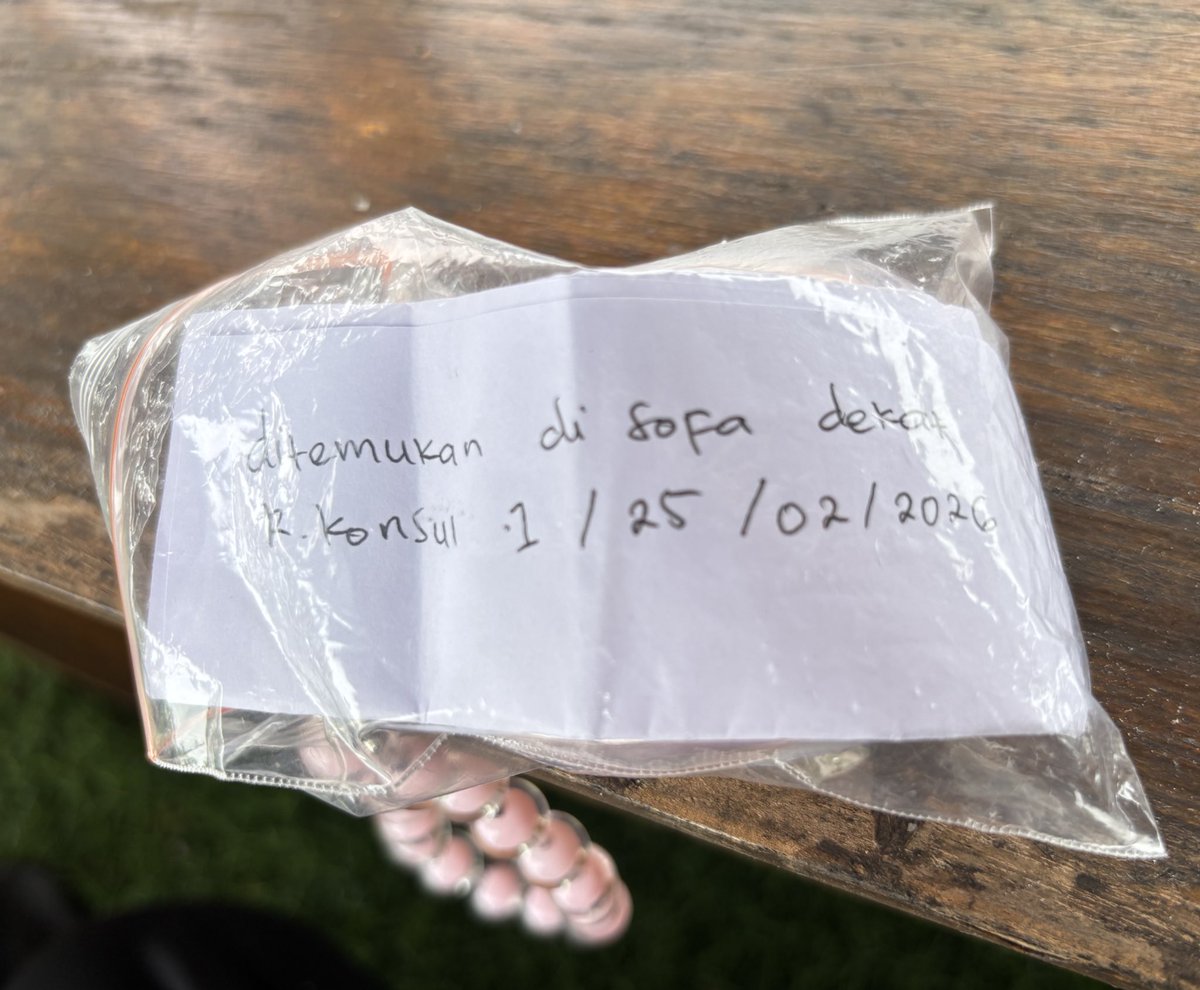 ditemukan di sofa dekat
R. Konsul .1 / 25 / 02 / 2026